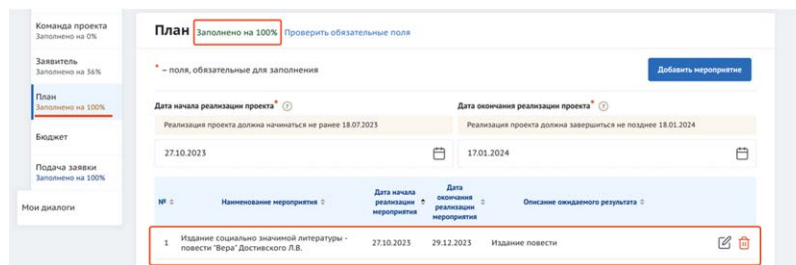 Команда проекта
Заполнено на 0%
Заявитель
Заполнено на 36%
План
Заполнено на 100%
Бюджет
Подача заявки
Заполнено на 100%
Мои диалоги
План Заполнено на 100% Проверить обязательные поля
* – поля, обязательные для заполнения
Добавить мероприятие
Дата начала реализации проекта* ?
Дата окончания реализации проекта* ?
Реализация проекта должна начинаться не ранее 18.07.2023
Реализация проекта должна завершиться не позднее 18.01.2024
27.10.2023
17.01.2024
№
Наименование мероприятия
Дата начала
реализации
мероприятия
Дата
окончания
реализации
мероприятия
Описание ожидаемого результата
1 Издание социально значимой литературы - 27.10.2023 29.12.2023 Издание повести
повести "Вера" Достивского Л.В.